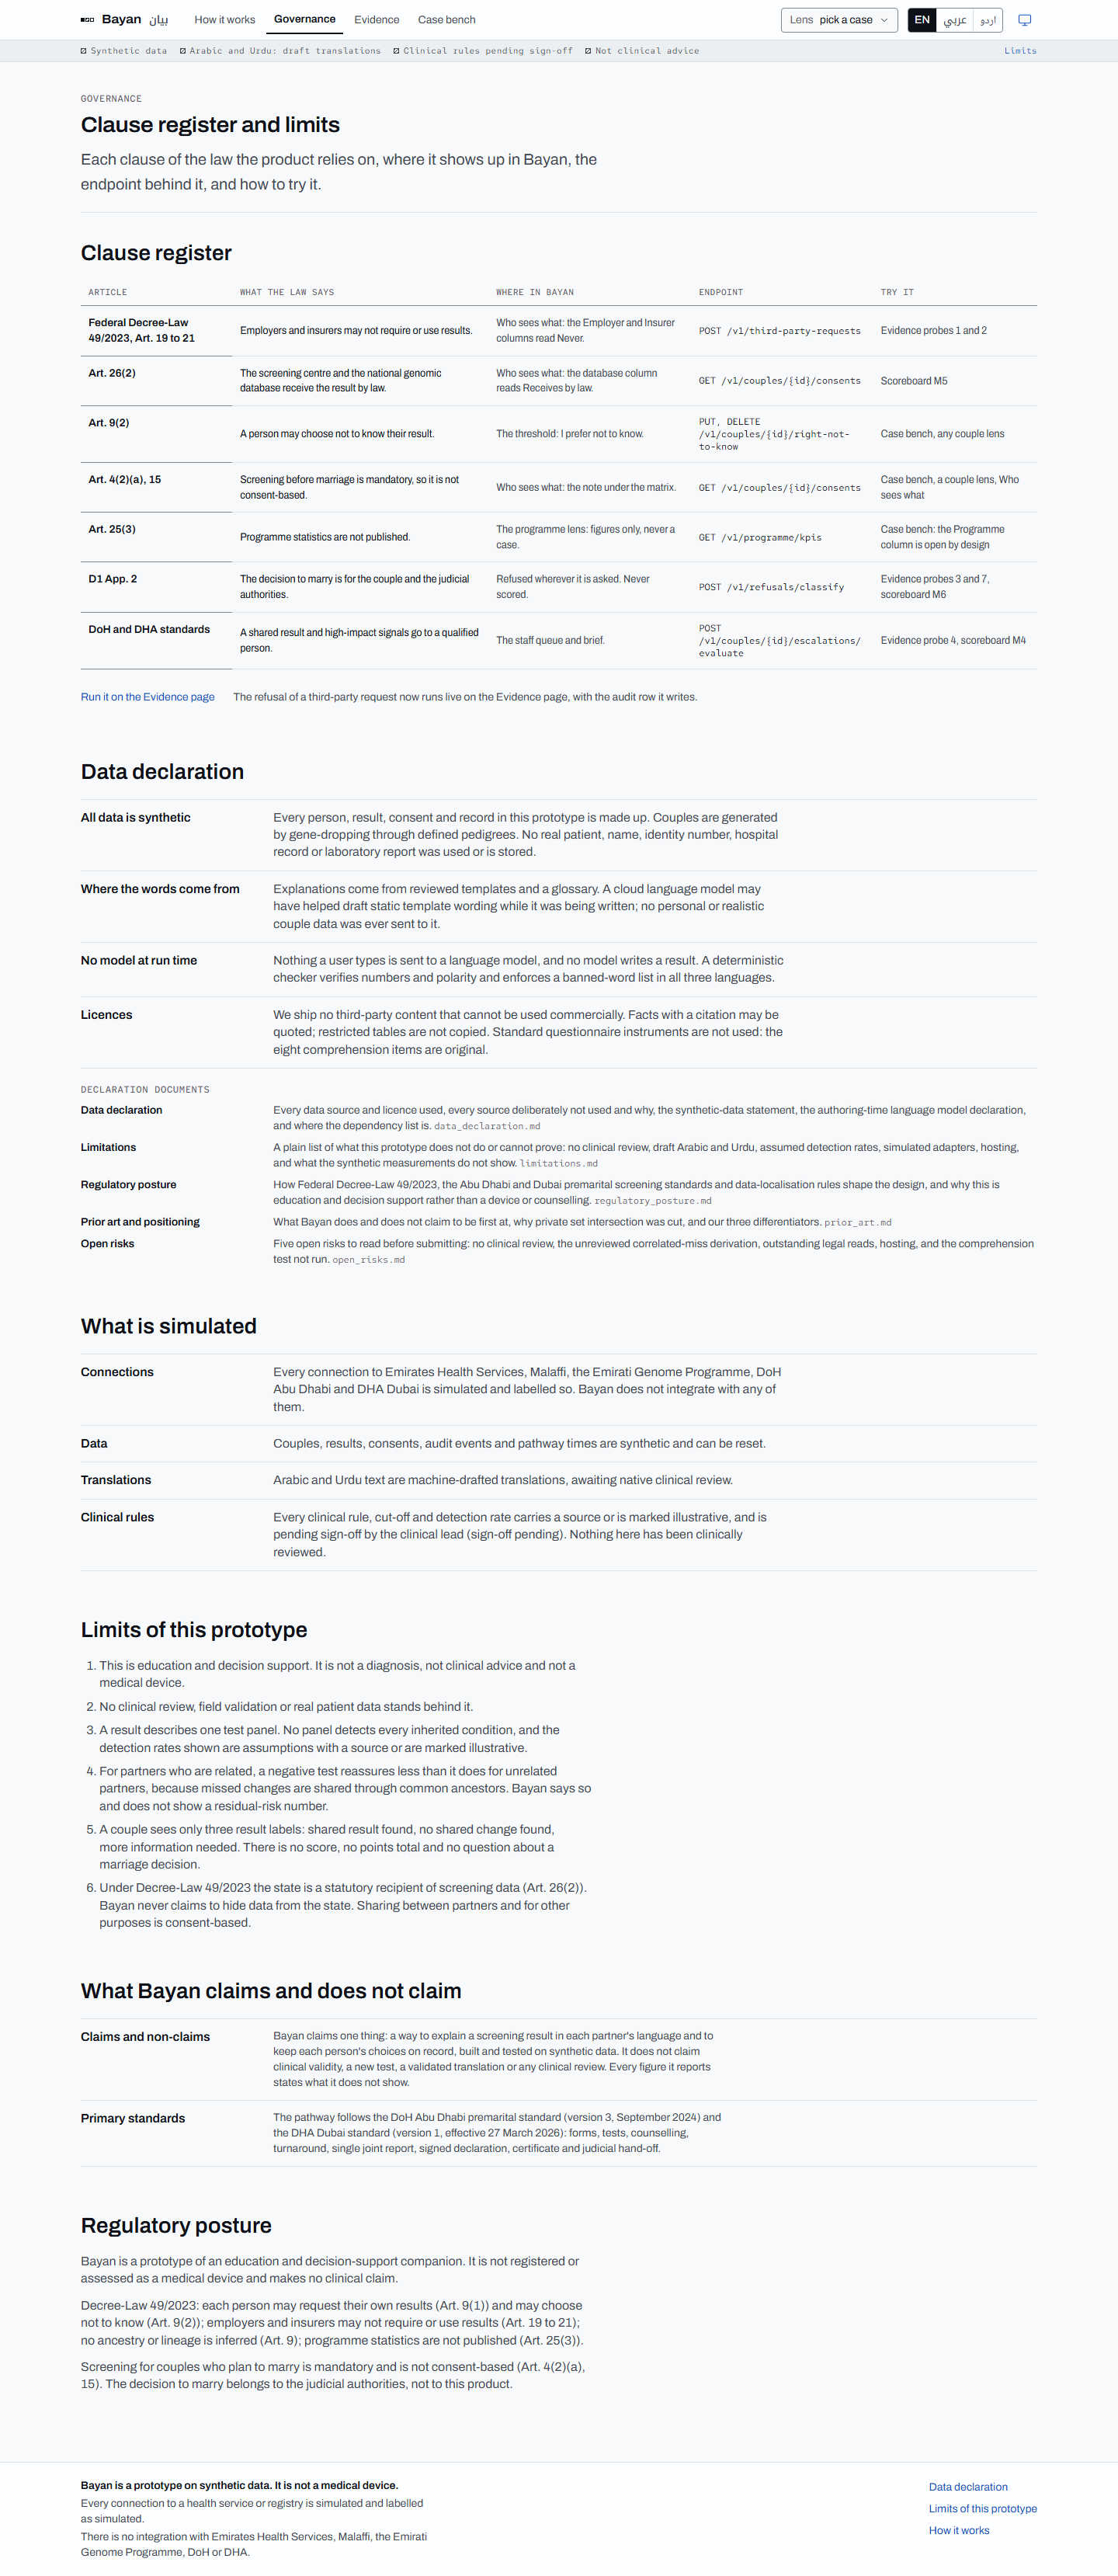 Bayan بيان How it works Governance Evidence Case bench Lens pick a case EN عربي اردو
Synthetic data Arabic and Urdu: draft translations Clinical rules pending sign-off Not clinical advice Limits
GOVERNANCE
Clause register and limits
Each clause of the law the product relies on, where it shows up in Bayan, the
endpoint behind it, and how to try it.
Clause register
ARTICLE WHAT THE LAW SAYS WHERE IN BAYAN ENDPOINT TRY IT
Federal Decree-Law
49/2023, Art. 19 to 21
Employers and insurers may not require or use results.
Who sees what: the Employer and Insurer
columns read Never.
POST /v1/third-party-requests
Evidence probes 1 and 2
Art. 26(2)
The screening centre and the national genomic
database receive the result by law.
Who sees what: the database column
reads Receives by law.
GET /v1/couples/{id}/consents
Scoreboard M5
Art. 9(2)
A person may choose not to know their result.
The threshold: I prefer not to know.
PUT, DELETE
/v1/couples/{id}/right-not-
to-know
Case bench, any couple lens
Art. 4(2)(a), 15
Screening before marriage is mandatory, so it is not
consent-based.
Who sees what: the note under the matrix.
GET /v1/couples/{id}/consents
Case bench, a couple lens, Who
sees what
Art. 25(3)
Programme statistics are not published.
The programme lens: figures only, never a
case.
GET /v1/programme/kpis
Case bench: the Programme
column is open by design
D1 App. 2
The decision to marry is for the couple and the judicial
authorities.
Refused wherever it is asked. Never
scored.
POST /v1/refusals/classify
Evidence probes 3 and 7,
scoreboard M6
DoH and DHA standards
A shared result and high-impact signals go to a qualified
person.
The staff queue and brief.
POST
/v1/couples/{id}/escalations/
evaluate
Evidence probe 4, scoreboard M4
Run it on the Evidence page The refusal of a third-party request now runs live on the Evidence page, with the audit row it writes.
Data declaration
All data is synthetic
Every person, result, consent and record in this prototype is made up. Couples are generated
by gene-dropping through defined pedigrees. No real patient, name, identity number, hospital
record or laboratory report was used or is stored.
Where the words come from
Explanations come from reviewed templates and a glossary. A cloud language model may
have helped draft static template wording while it was being written; no personal or realistic
couple data was ever sent to it.
No model at run time
Nothing a user types is sent to a language model, and no model writes a result. A deterministic
checker verifies numbers and polarity and enforces a banned-word list in all three languages.
Licences
We ship no third-party content that cannot be used commercially. Facts with a citation may be
quoted; restricted tables are not copied. Standard questionnaire instruments are not used: the
eight comprehension items are original.
DECLARATION DOCUMENTS
Data declaration
Every data source and licence used, every source deliberately not used and why, the synthetic-data statement, the authoring-time language model declaration,
and where the dependency list is. data_declaration.md
Limitations
A plain list of what this prototype does not do or cannot prove: no clinical review, draft Arabic and Urdu, assumed detection rates, simulated adapters, hosting,
and what the synthetic measurements do not show. limitations.md
Regulatory posture
How Federal Decree-Law 49/2023, the Abu Dhabi and Dubai premarital screening standards and data-localisation rules shape the design, and why this is
education and decision support rather than a device or counselling. regulatory_posture.md
Prior art and positioning
What Bayan does and does not claim to be first at, why private set intersection was cut, and our three differentiators. prior_art.md
Open risks
Five open risks to read before submitting: no clinical review, the unreviewed correlated-miss derivation, outstanding legal reads, hosting, and the comprehension
test not run. open_risks.md
What is simulated
Connections
Every connection to Emirates Health Services, Malaffi, the Emirati Genome Programme, DoH
Abu Dhabi and DHA Dubai is simulated and labelled so. Bayan does not integrate with any of
them.
Data
Couples, results, consents, audit events and pathway times are synthetic and can be reset.
Translations
Arabic and Urdu text are machine-drafted translations, awaiting native clinical review.
Clinical rules
Every clinical rule, cut-off and detection rate carries a source or is marked illustrative, and is
pending sign-off by the clinical lead (sign-off pending). Nothing here has been clinically
reviewed.
Limits of this prototype
1. This is education and decision support. It is not a diagnosis, not clinical advice and not a
medical device.
2. No clinical review, field validation or real patient data stands behind it.
3. A result describes one test panel. No panel detects every inherited condition, and the
detection rates shown are assumptions with a source or are marked illustrative.
4. For partners who are related, a negative test reassures less than it does for unrelated
partners, because missed changes are shared through common ancestors. Bayan says so
and does not show a residual-risk number.
5. A couple sees only three result labels: shared result found, no shared change found,
more information needed. There is no score, no points total and no question about a
marriage decision.
6. Under Decree-Law 49/2023 the state is a statutory recipient of screening data (Art. 26(2)).
Bayan never claims to hide data from the state. Sharing between partners and for other
purposes is consent-based.
What Bayan claims and does not claim
Claims and non-claims
Bayan claims one thing: a way to explain a screening result in each partner's language and to
keep each person's choices on record, built and tested on synthetic data. It does not claim
clinical validity, a new test, a validated translation or any clinical review. Every figure it reports
states what it does not show.
Primary standards
The pathway follows the DoH Abu Dhabi premarital standard (version 3, September 2024) and
the DHA Dubai standard (version 1, effective 27 March 2026): forms, tests, counselling,
turnaround, single joint report, signed declaration, certificate and judicial hand-off.
Regulatory posture
Bayan is a prototype of an education and decision-support companion. It is not registered or
assessed as a medical device and makes no clinical claim.
Decree-Law 49/2023: each person may request their own results (Art. 9(1)) and may choose
not to know (Art. 9(2)); employers and insurers may not require or use results (Art. 19 to 21);
no ancestry or lineage is inferred (Art. 9); programme statistics are not published (Art. 25(3)).
Screening for couples who plan to marry is mandatory and is not consent-based (Art. 4(2)(a),
15). The decision to marry belongs to the judicial authorities, not to this product.
Bayan is a prototype on synthetic data. It is not a medical device.
Every connection to a health service or registry is simulated and labelled
as simulated.
There is no integration with Emirates Health Services, Malaffi, the Emirati
Genome Programme, DoH or DHA.
Data declaration
Limits of this prototype
How it works